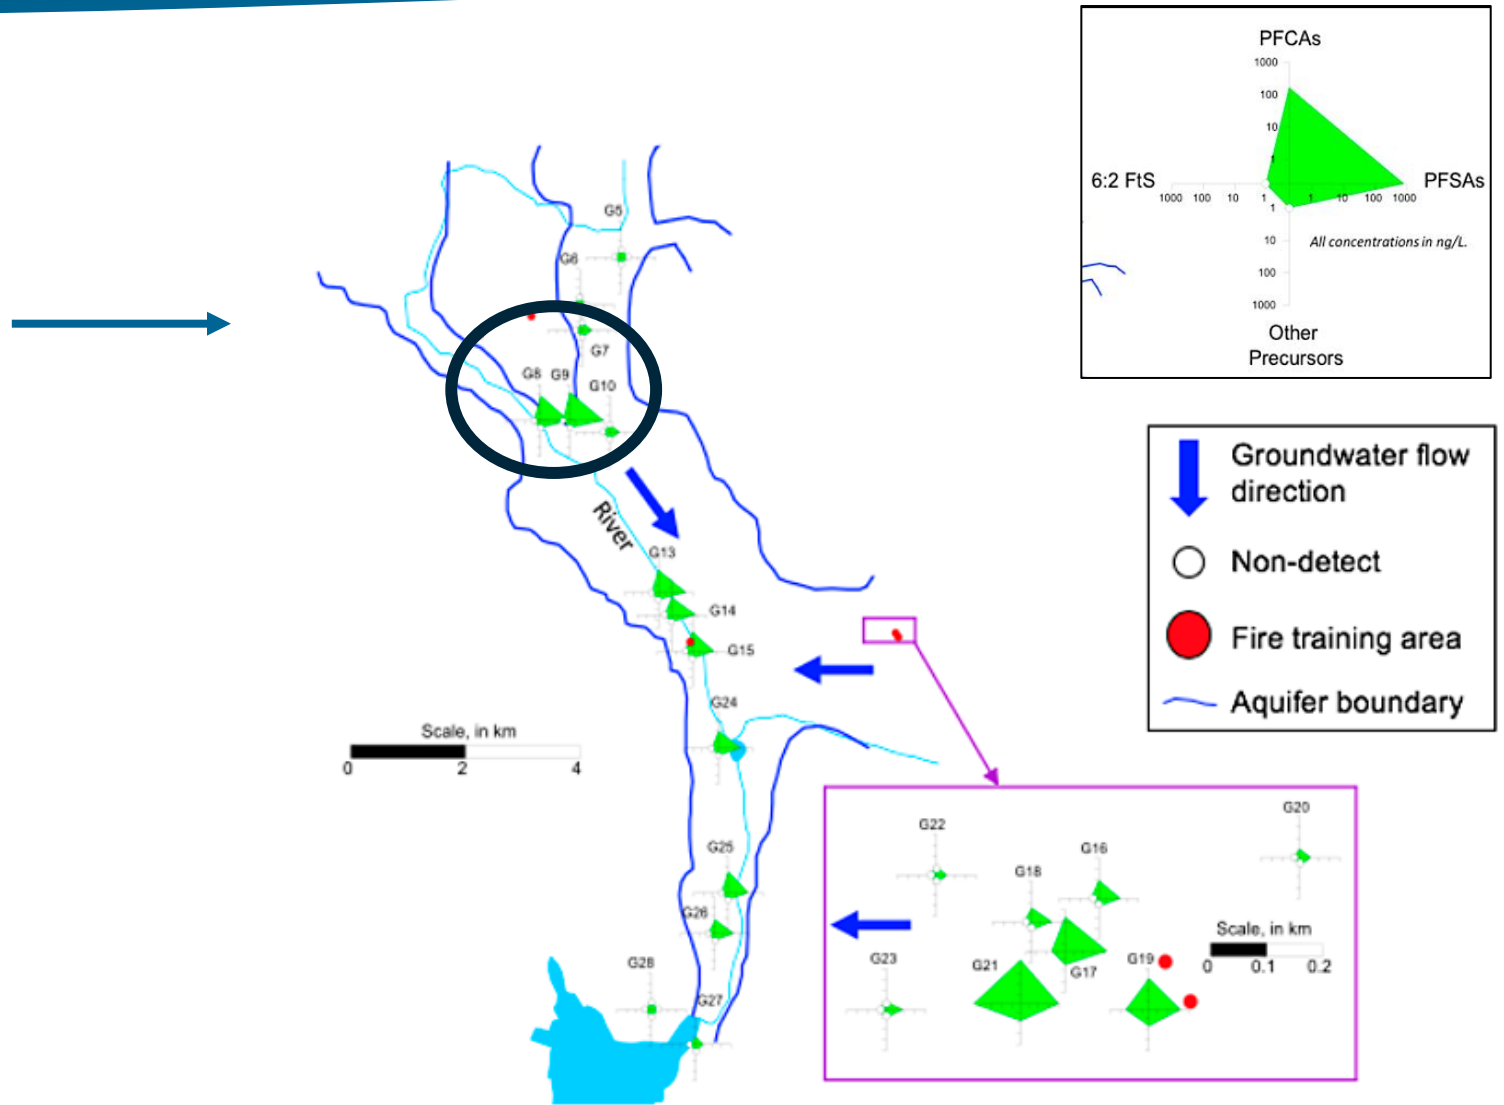 PFCAs
1000
100
10
1
6:2 FtS
PFSAs
1000 100 10 1 1 10 100 1000
1
10
100
1000
All concentrations in ng/L.
Other
Precursors
G5
G6
G7
G8 G9
G10
River
G13
G14
G15
G24
Scale, in km
0 2 4
G25
G26
G28
G27
Groundwater flow
direction
Non-detect
Fire training area
Aquifer boundary
G20
G22
G16
G18
Scale, in km
0 0.1 0.2
G23
G21
G17
G19